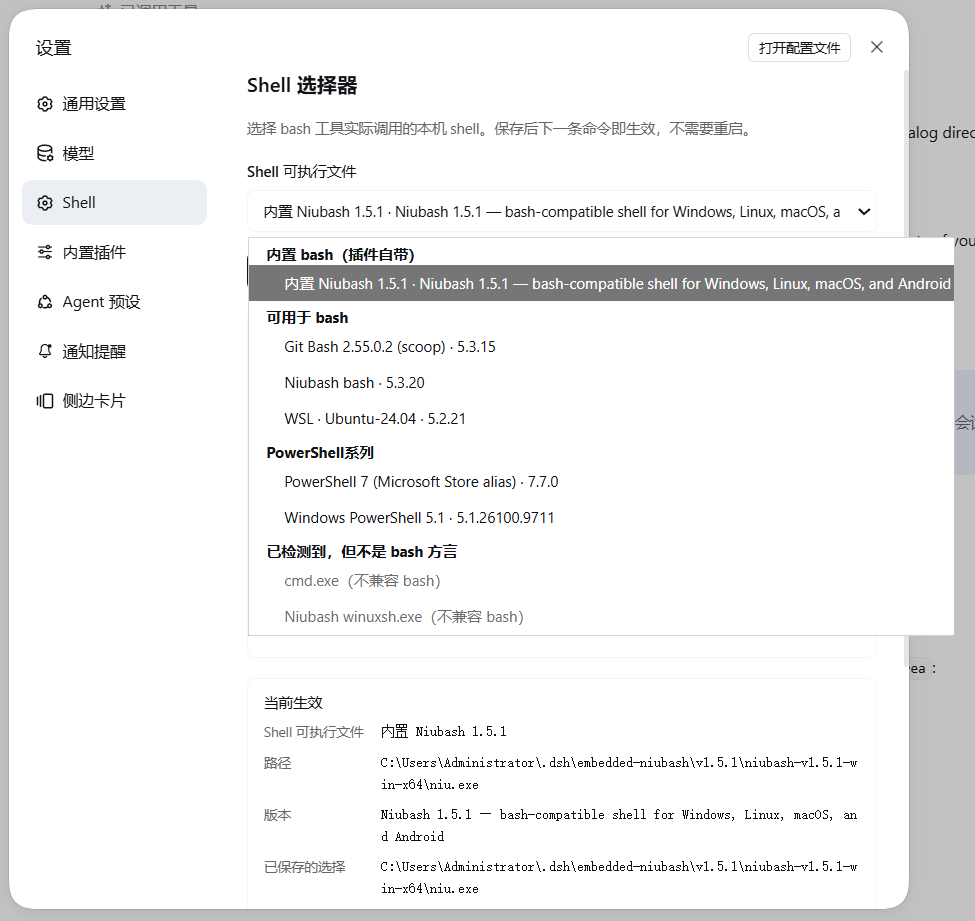 已调用工具
设置
打开配置文件
通用设置
模型
Shell
内置插件
Agent 预设
通知提醒
侧边卡片
Shell 选择器
选择 bash 工具实际调用的本机 shell。保存后下一条命令即生效，不需要重启。
Shell 可执行文件
内置 Niubash 1.5.1 · Niubash 1.5.1 — bash-compatible shell for Windows, Linux, macOS, a
内置 bash（插件自带）
内置 Niubash 1.5.1 · Niubash 1.5.1 — bash-compatible shell for Windows, Linux, macOS, and Android
可用于 bash
Git Bash 2.55.0.2 (scoop) · 5.3.15
Niubash bash · 5.3.20
WSL · Ubuntu-24.04 · 5.2.21
PowerShell系列
PowerShell 7 (Microsoft Store alias) · 7.7.0
Windows PowerShell 5.1 · 5.1.26100.9711
已检测到，但不是 bash 方言
cmd.exe（不兼容 bash）
Niubash winuxsh.exe（不兼容 bash）
当前生效
Shell 可执行文件 内置 Niubash 1.5.1
路径 C:\Users\Administrator\.dsh\embedded-niubash\v1.5.1\niubash-v1.5.1-w
in-x64\niu.exe
版本 Niubash 1.5.1 — bash-compatible shell for Windows, Linux, macOS, an
d Android
已保存的选择 C:\Users\Administrator\.dsh\embedded-niubash\v1.5.1\niubash-v1.5.1-w
in-x64\niu.exe
alog direc
f you
会
ea :